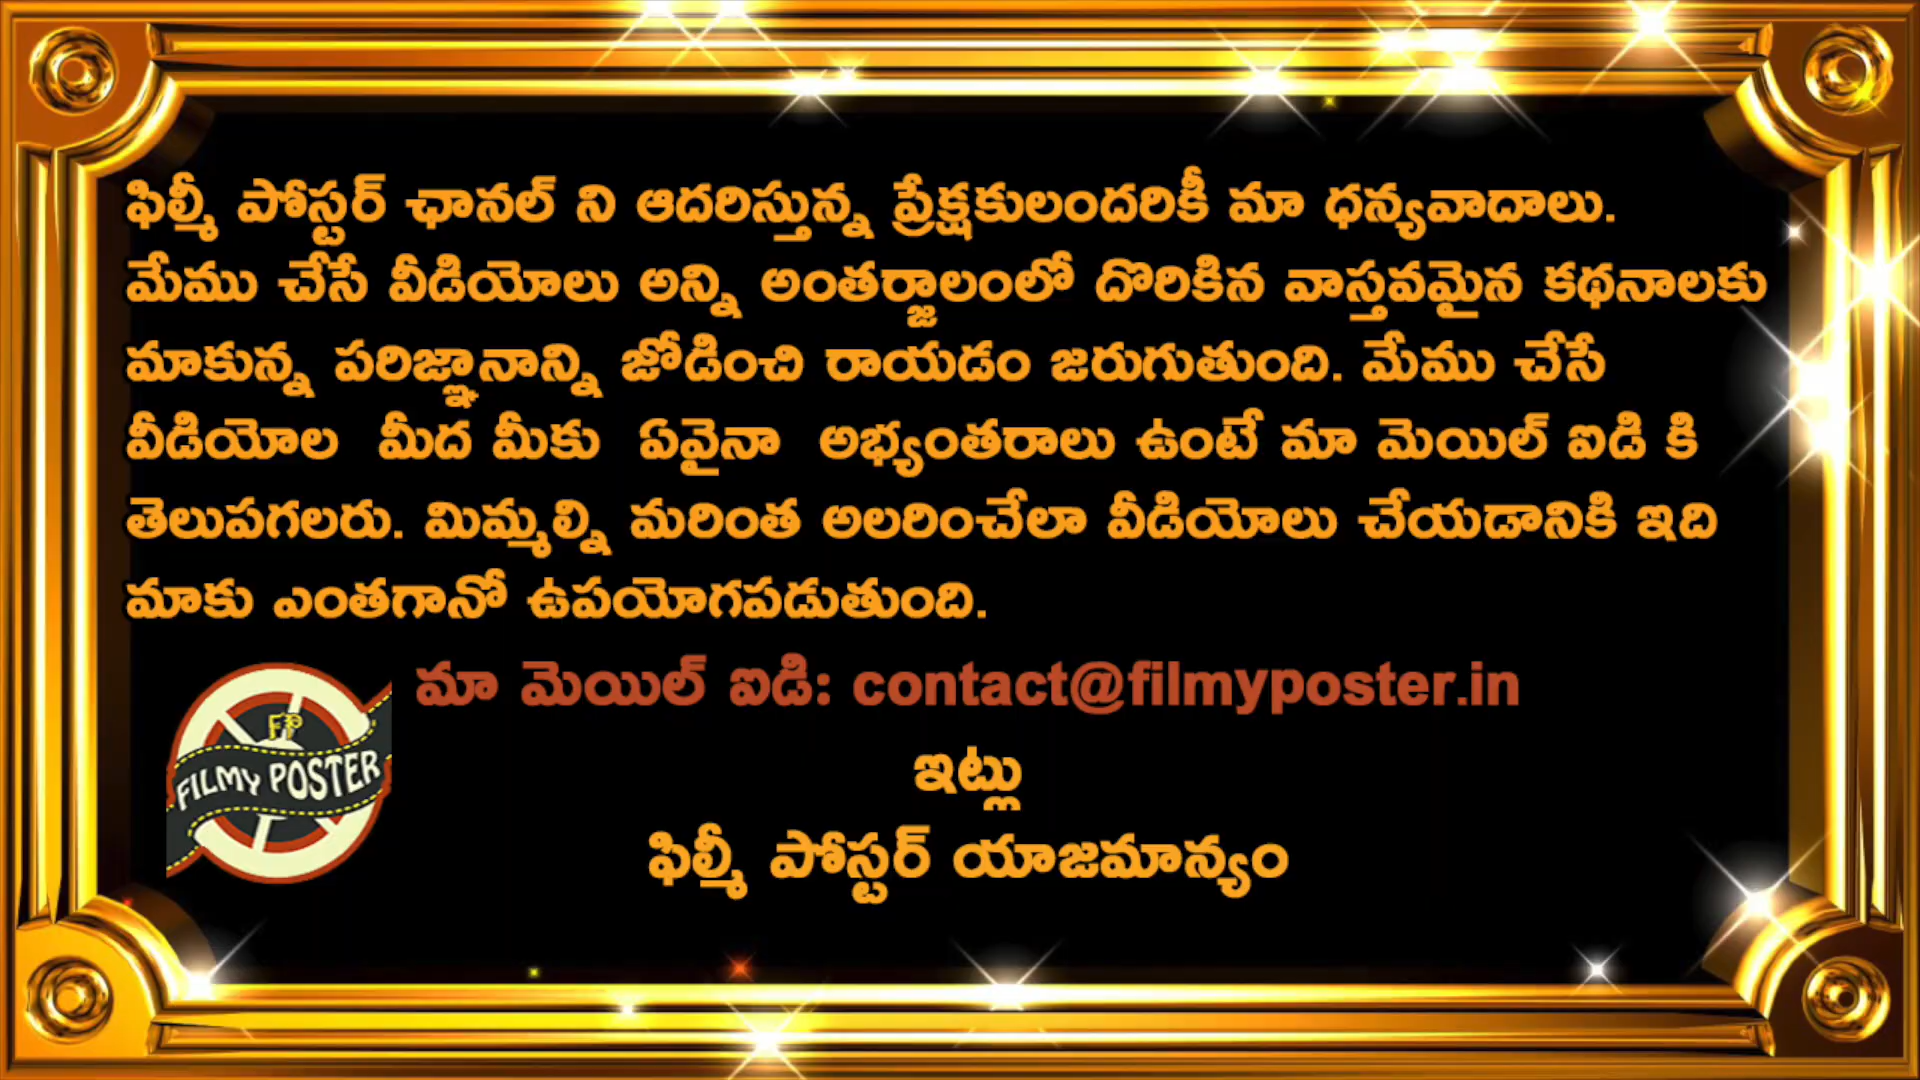 ఫిల్మీ పోస్టర్ ఛానల్ ని ఆదరిస్తున్న ప్రేక్షకులందరికీ మా ధన్యవాదాలు.
మేము చేసే వీడియోలు అన్ని అంతర్జాలంలో దొరికిన వాస్తవమైన కథనాలకు
మాకున్న పరిజ్ఞానాన్ని జోడించి రాయడం జరుగుతుంది. మేము చేసే
వీడియోల మీద మీకు ఏవైనా అభ్యంతరాలు ఉంటే మా మెయిల్ ఐడి కి
తెలుపగలరు. మిమ్మల్ని మరింత అలరించేలా వీడియోలు చేయడానికి ఇది
మాకు ఎంతగానో ఉపయోగపడుతుంది.
మా మెయిల్ ఐడి: contact@filmyposter.in
FP
FILMY POSTER
ఇట్లు
ఫిల్మీ పోస్టర్ యాజమాన్యం